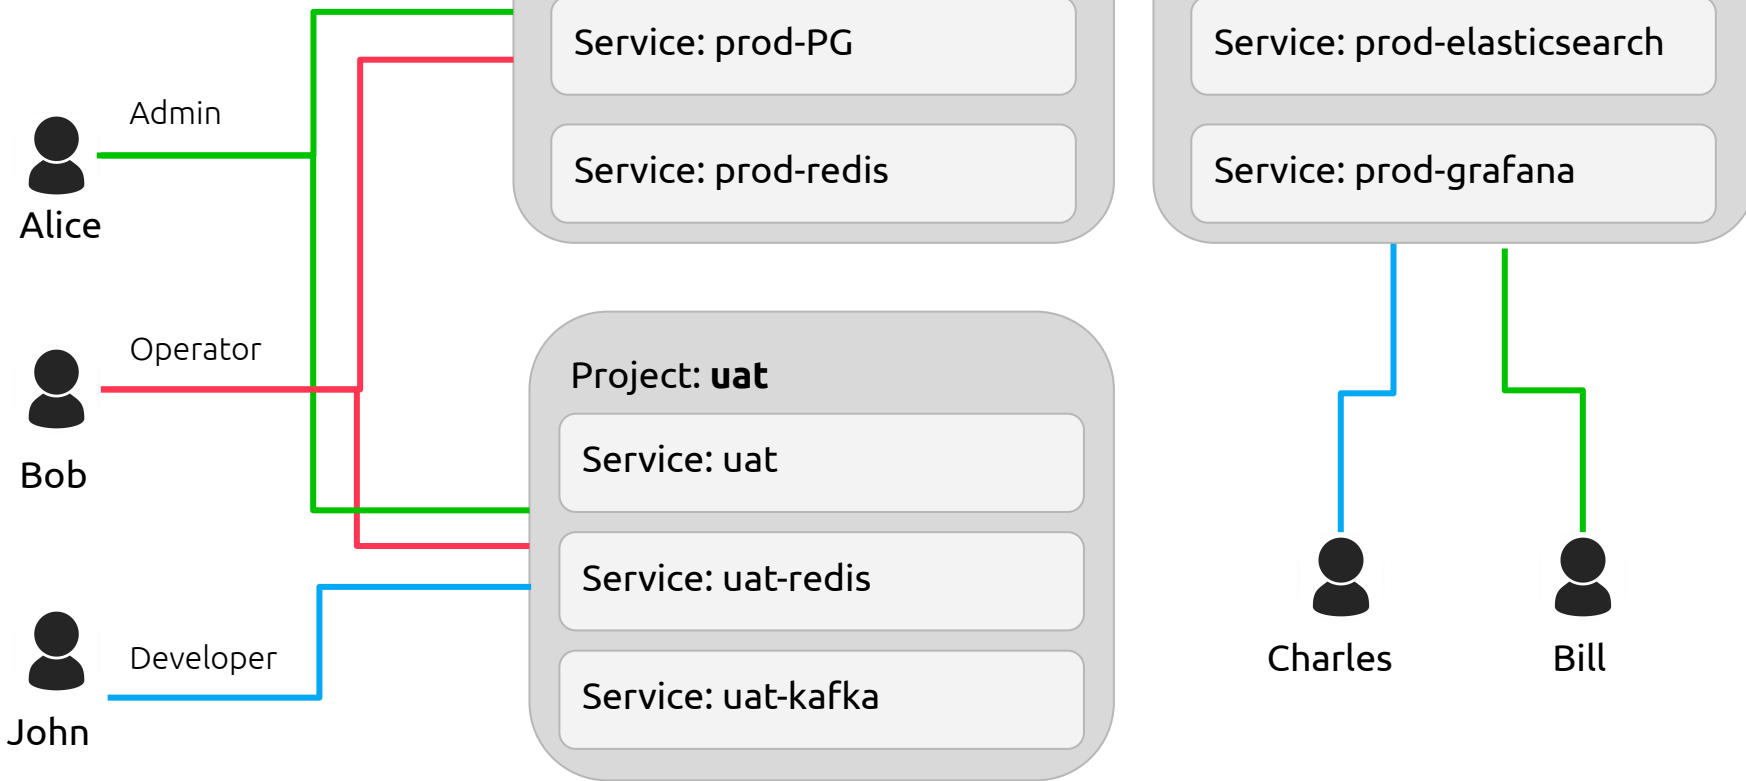 Service: prod-PG
Service: prod-elasticsearch
Admin
Service: prod-redis
Service: prod-grafana
Alice
Operator
Project: uat
Service: uat
Bob
Service: uat-redis
Developer
Charles
Bill
Service: uat-kafka
John